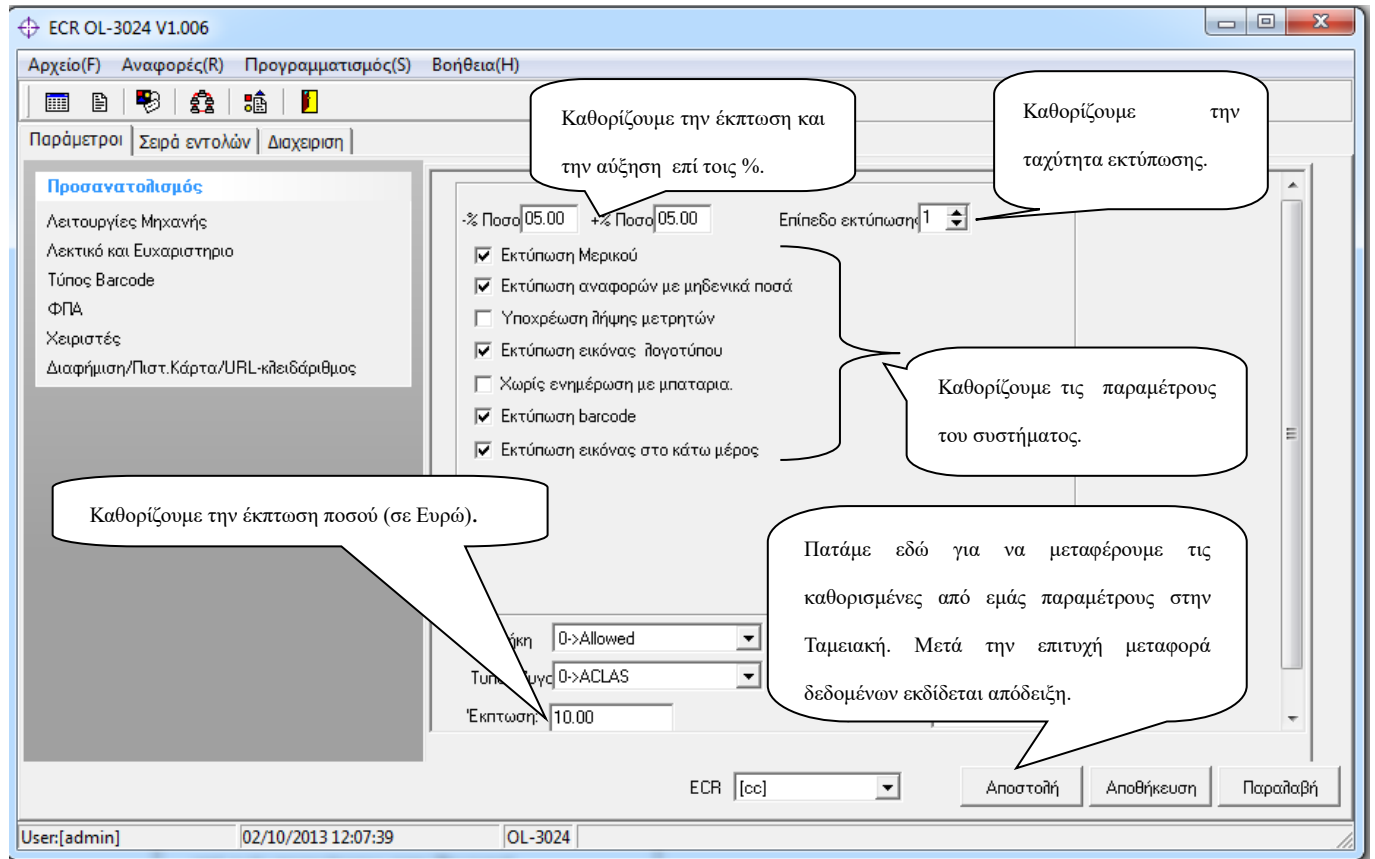 ECR OL-3024 V1.006
Αρχείο(F) Αναφορές(R) Προγραμματισμός(S) Βοήθεια(H)
Παράμετροι Σειρά εντολών Διαχειριση
Καθορίζουμε την έκπτωση και
την αύξηση επί τοις %.
Καθορίζουμε την
ταχύτητα εκτύπωσης.
Προσανατολισμός
Λειτουργίες Μηχανής
Λεκτικό και Ευχαριστηριο
Τύπος Barcode
ΦΠΑ
Χειριστές
Διαφήμιση/Πιστ.Κάρτα/URL-κλειδάριθμος
-% Ποσο 05.00 +% Ποσο 05.00 Επίπεδο εκτύπωσης 1
Εκτύπωση Μερικού
Εκτύπωση αναφορών με μηδενικά ποσά
Υποχρέωση λήψης μετρητών
Εκτύπωση εικόνας λογοτύπου
Χωρίς ενημέρωση με μπαταρια.
Εκτύπωση barcode
Εκτύπωση εικόνας στο κάτω μέρος
Καθορίζουμε τις παραμέτρους
του συστήματος.
Καθορίζουμε την έκπτωση ποσού (σε Ευρώ).
Πατάμε εδώ για να μεταφέρουμε τις
καθορισμένες από εμάς παραμέτρους στην
Ταμειακή. Μετά την επιτυχή μεταφορά
δεδομένων εκδίδεται απόδειξη.
0->Allowed
0->ACLAS
Έκπτωση: 10.00
ECR [cc] Αποστολή Αποθήκευση Παραλαβή
User:[admin] 02/10/2013 12:07:39 OL-3024